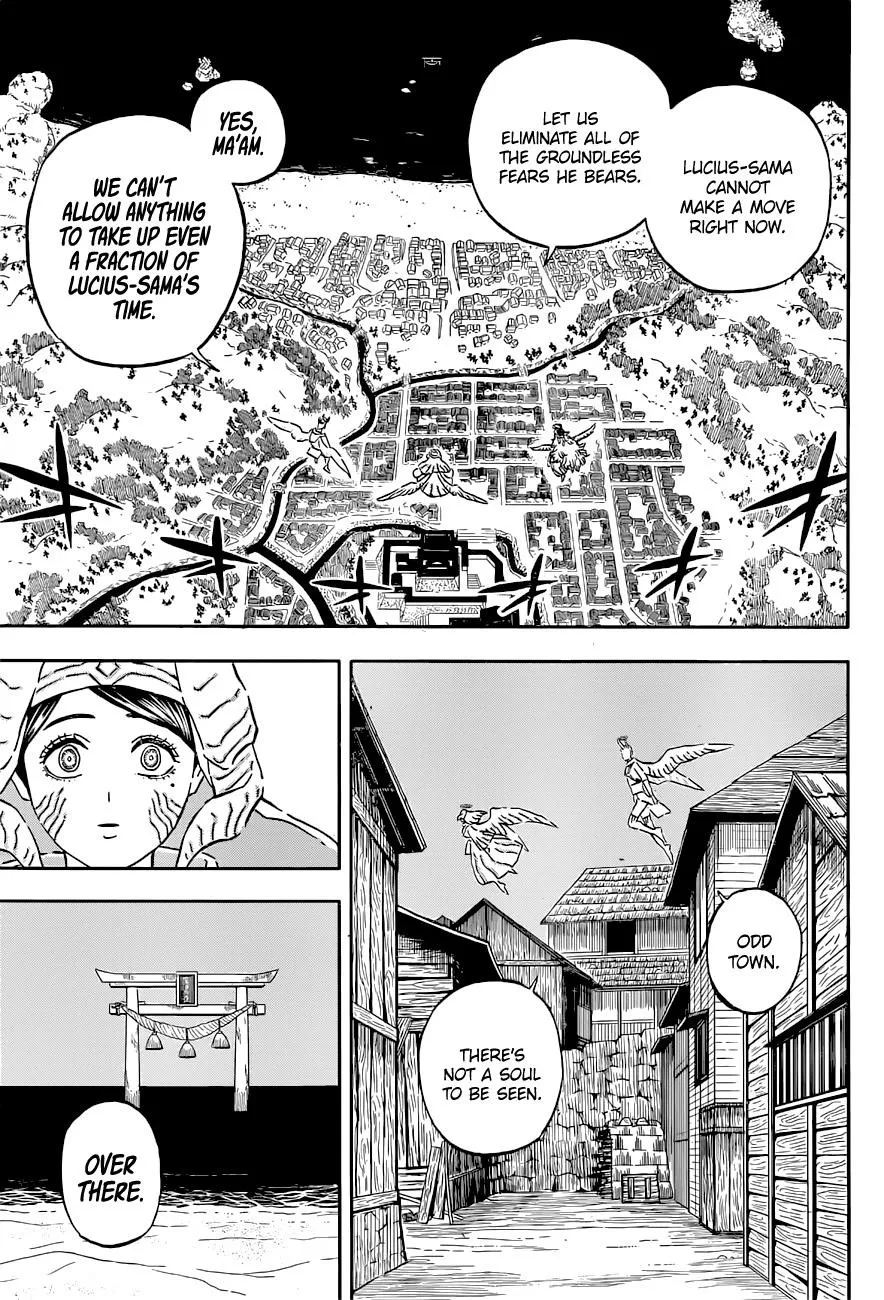 LUCIUS-SAMA
CANNOT
MAKE A MOVE
RIGHT NOW.
LET US
ELIMINATE ALL OF
THE GROUNDLESS
FEARS HE BEARS.
YES,
MA'AM.
WE CAN'T
ALLOW ANYTHING
TO TAKE UP EVEN
A FRACTION OF
LUCIUS-SAMA'S
TIME.
ODD
TOWN.
THERE'S
NOT A SOUL
TO BE SEEN.
OVER
THERE.